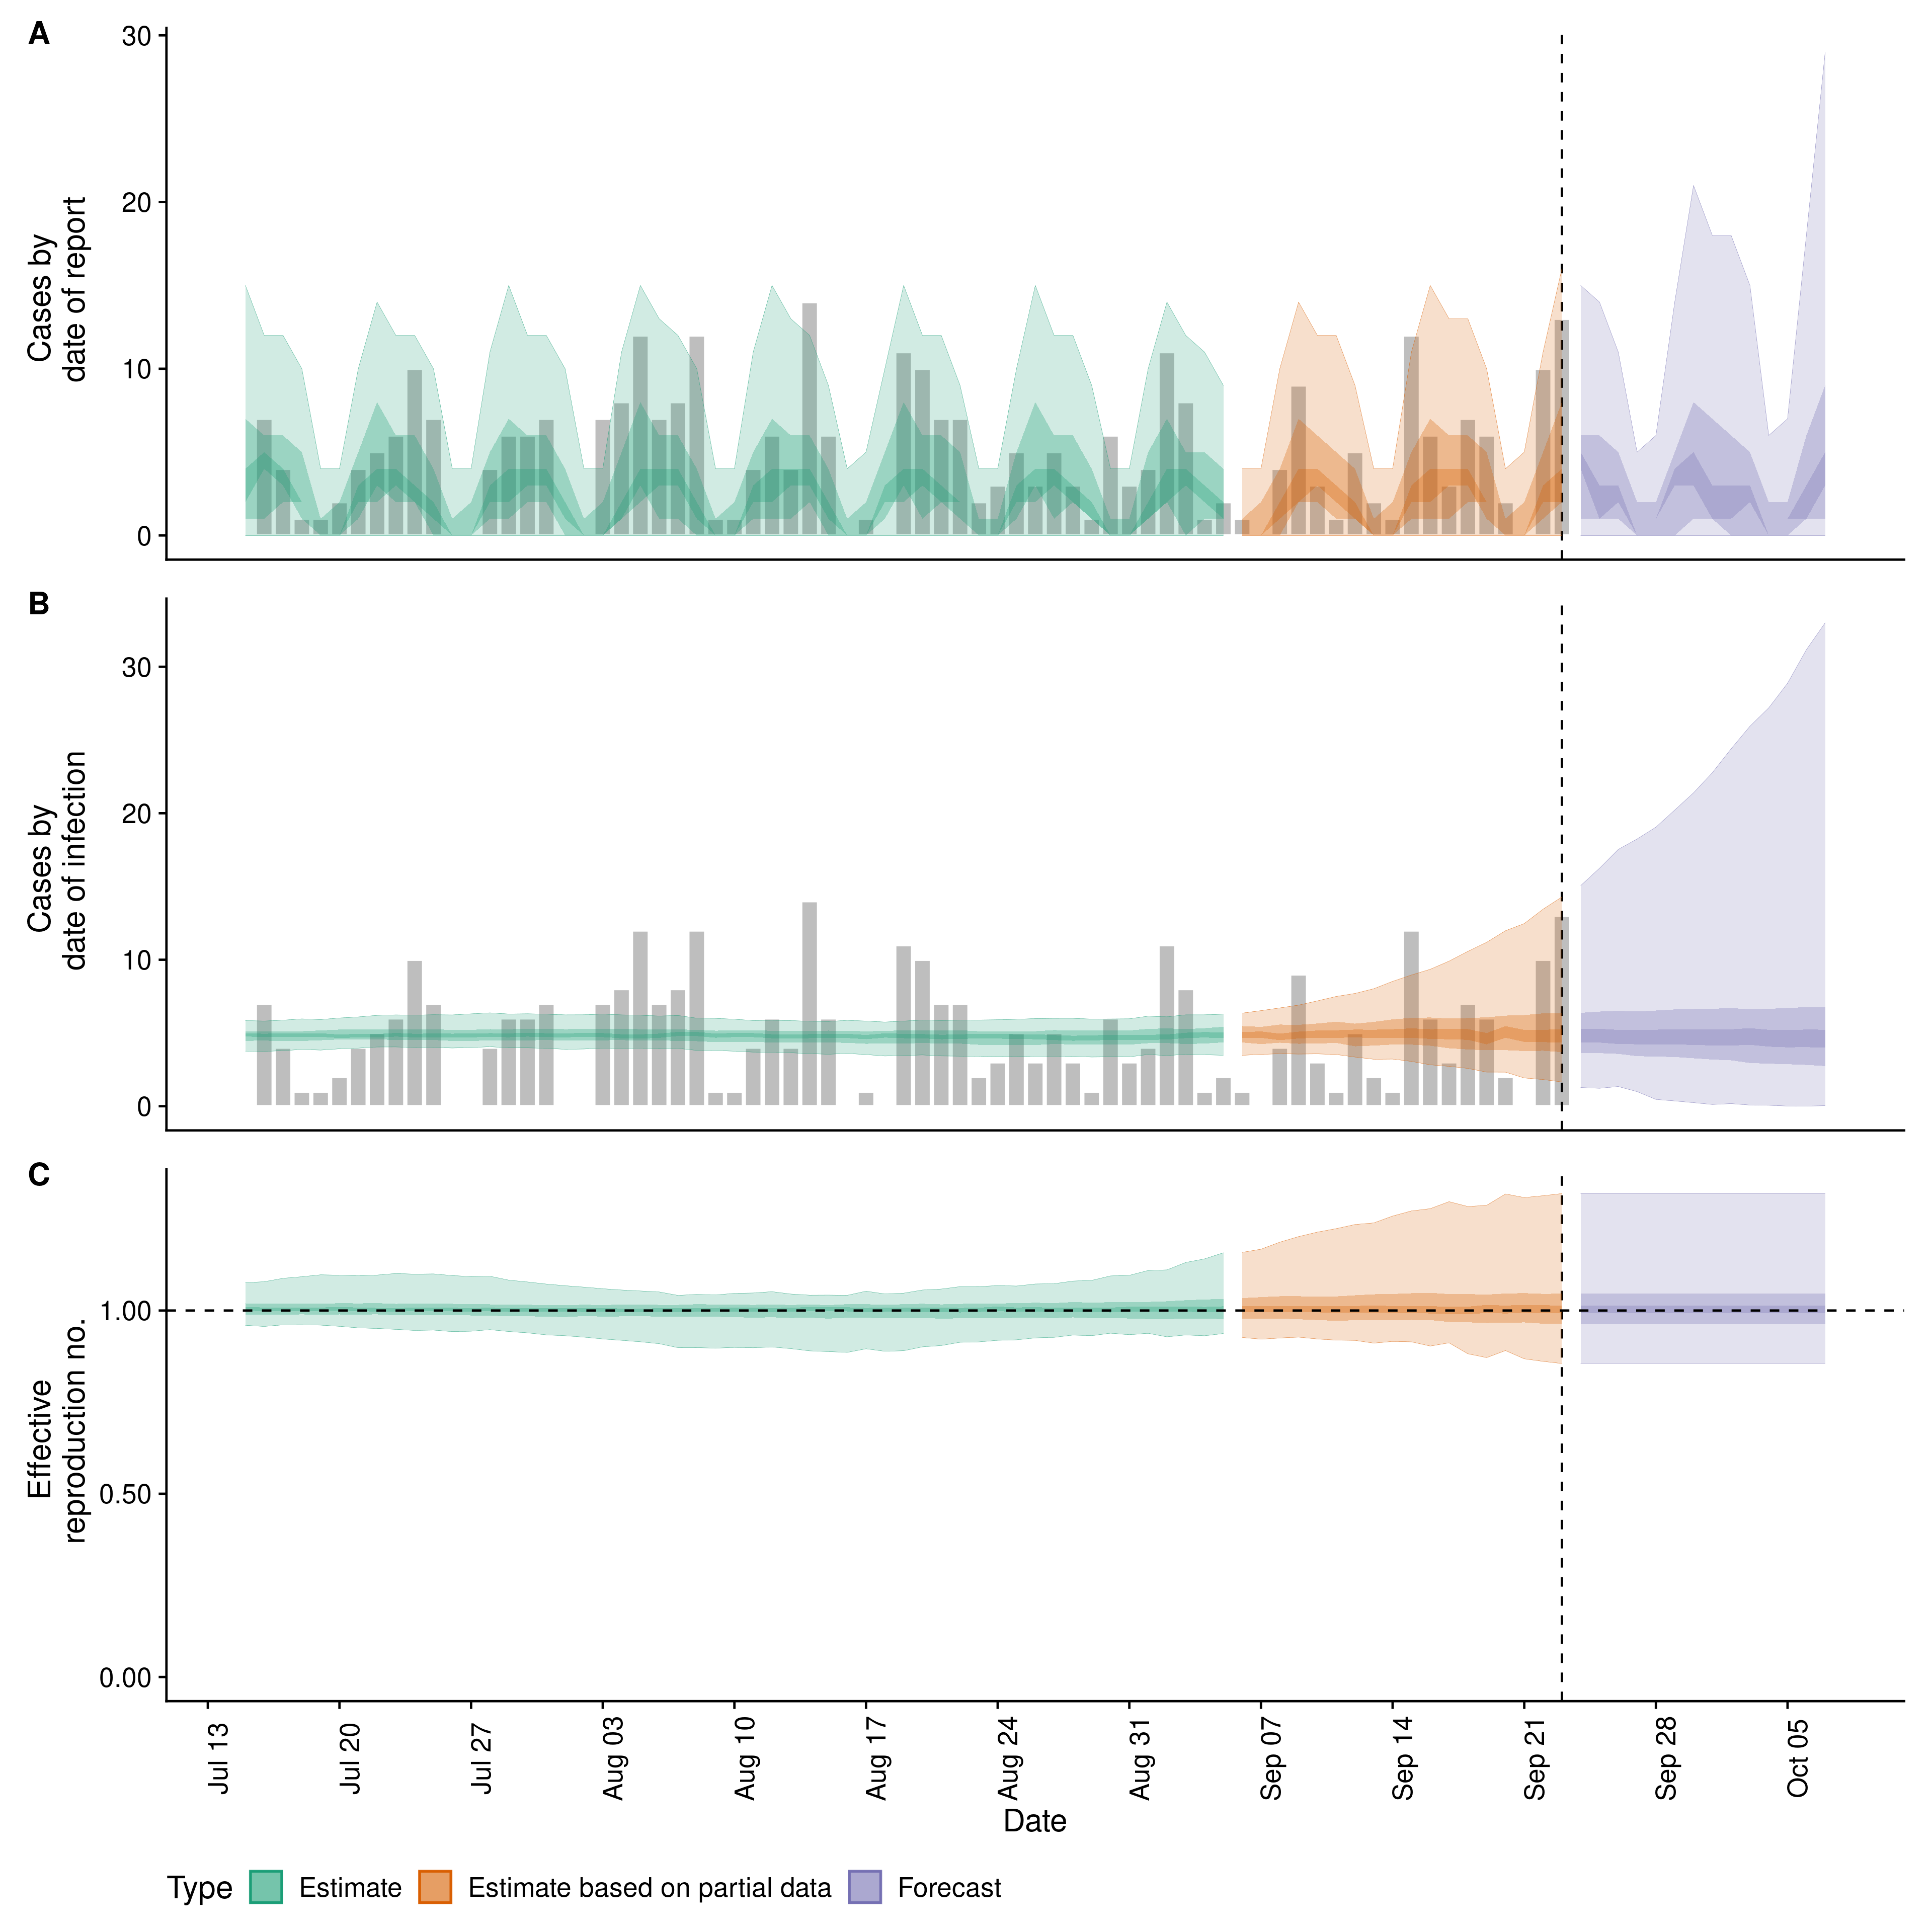 A
30
20
10
0
Cases by
date of report
B
30
20
10
0
Cases by
date of infection
C
1.00
0.50
0.00
Effective
reproduction no.
Jul 13
Jul 20
Jul 27
Aug 03
Aug 10
Aug 17
Aug 24
Aug 31
Sep 07
Sep 14
Sep 21
Sep 28
Oct 05
Date
Type Estimate Estimate based on partial data Forecast